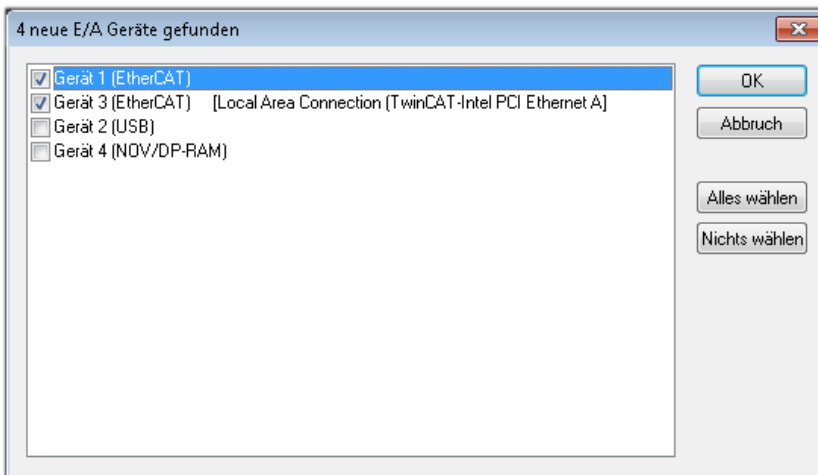 4 neue E/A Geräte gefunden
Gerät 1 (EtherCAT)
Gerät 3 (EtherCAT) [Local Area Connection (TwinCAT-Intel PCI Ethernet A]
Gerät 2 (USB)
Gerät 4 (NOV/DP-RAM)
OK
Abbruch
Alles wählen
Nichts wählen